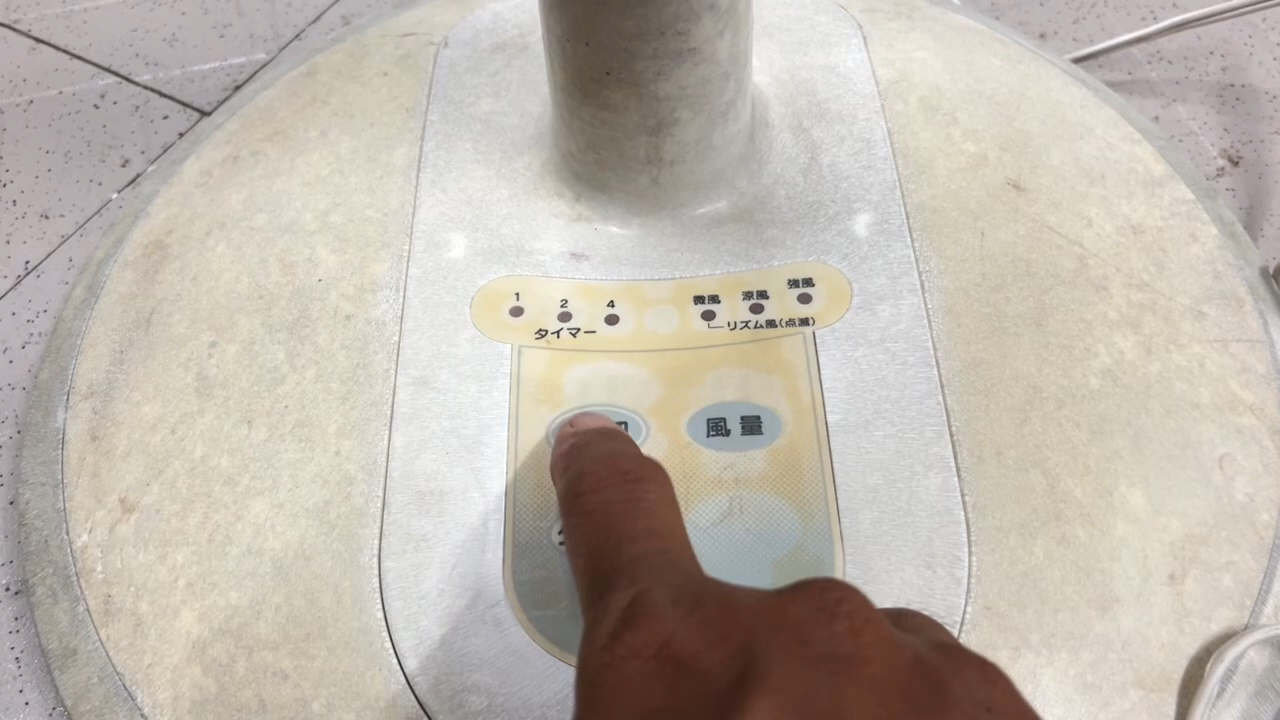 1 2 4
タイマー
微風 涼風 強風
リズム風(点滅)
風量